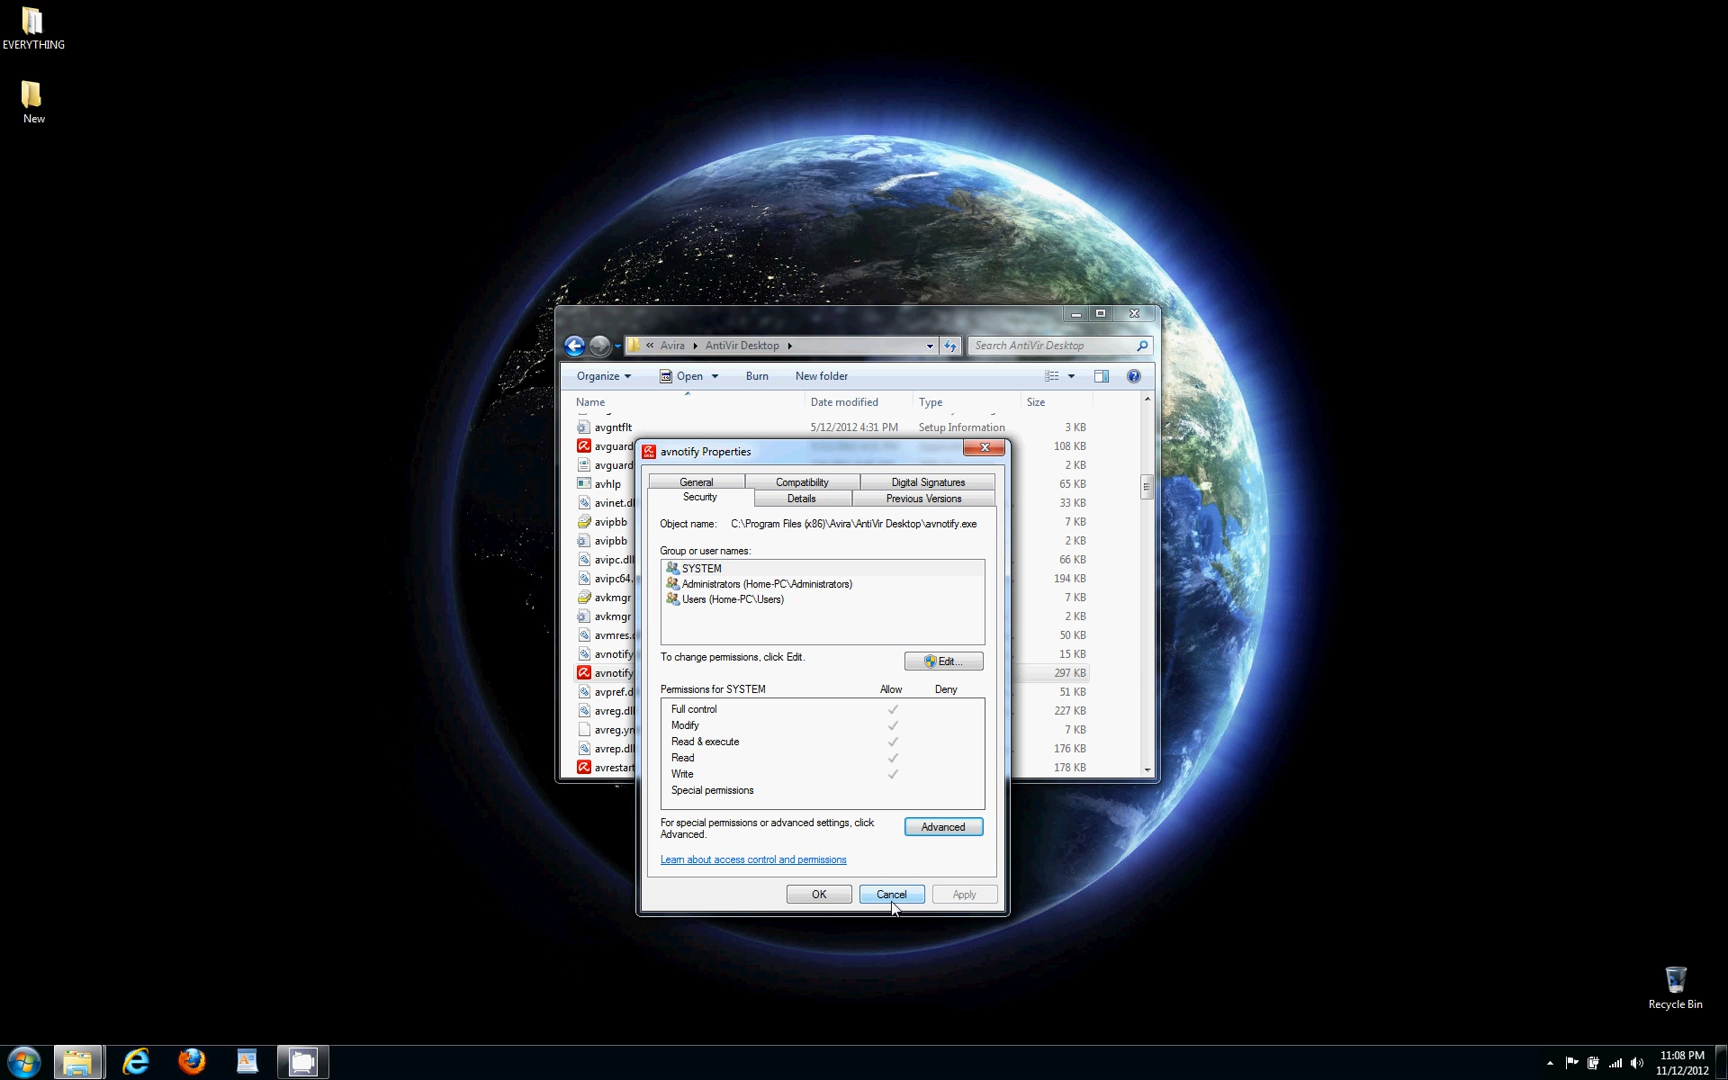 EVERYTHING
New
« Avira ▸ AntiVir Desktop ▸
Search AntiVir Desktop
Organize
Open
Burn
New folder
Name
Date modified
Type
Size
avgntflt
5/12/2012 4:31 PM
Setup Information
3 KB
avguard
108 KB
avguard
2 KB
avhlp
65 KB
avinet.d
33 KB
avipbb
7 KB
avipbb
2 KB
avipc.dl
66 KB
avipc64.
194 KB
avkmgr
7 KB
avkmgr
2 KB
avmres.
50 KB
avnotify
15 KB
avnotify
297 KB
avpref.d
51 KB
avreg.dl
227 KB
avreg.yn
7 KB
avrep.dl
176 KB
avrestar
178 KB
avnotify Properties
General
Compatibility
Digital Signatures
Security
Details
Previous Versions
Object name: C:\Program Files (x86)\Avira\AntiVir Desktop\avnotify.exe
Group or user names:
SYSTEM
Administrators (Home-PC\Administrators)
Users (Home-PC\Users)
To change permissions, click Edit.
Edit...
Permissions for SYSTEM
Allow
Deny
Full control
Modify
Read & execute
Read
Write
Special permissions
For special permissions or advanced settings, click
Advanced.
Advanced
Learn about access control and permissions
OK
Cancel
Apply
Recycle Bin
11:08 PM
11/12/2012